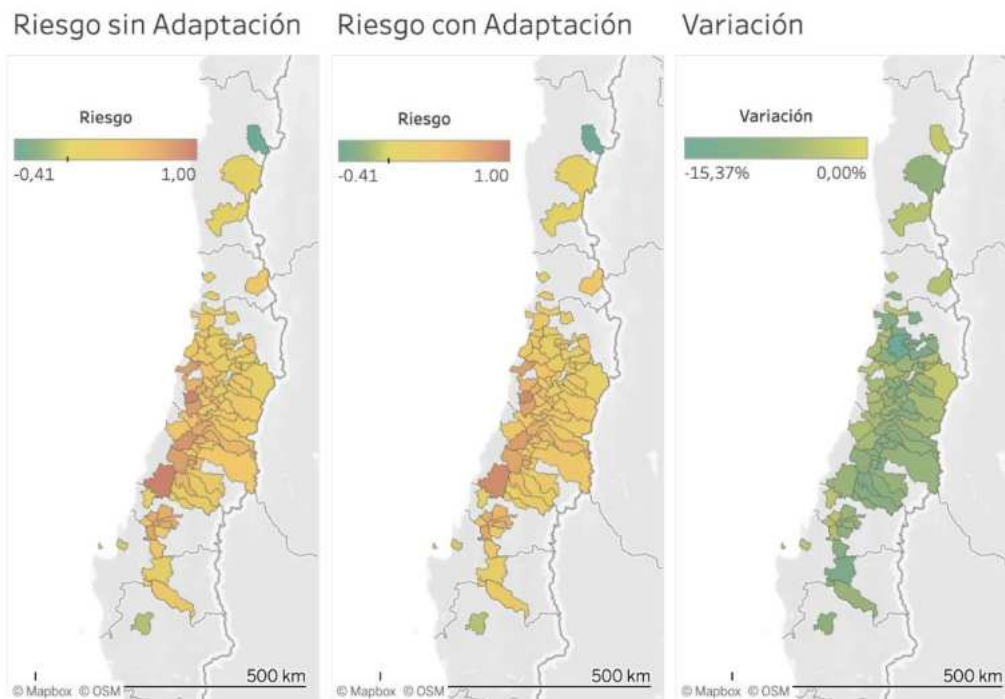 Riesgo sin Adaptación
Riesgo con Adaptación
Variación
Riesgo
-0,41
1,00
Riesgo
-0.41
1.00
Variación
-15,37%
0,00%
500 km
© Mapbox © OSM
500 km
© Mapbox © OSM
500 km
© Mapbox © OSM